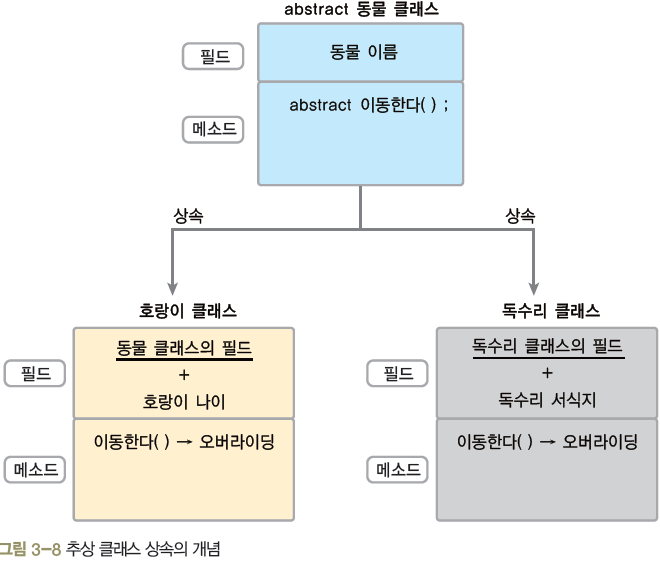 abstract 동물 클래스
필드
동물 이름
메소드
abstract 이동한다( ) ;
상속
상속
호랑이 클래스
독수리 클래스
필드
동물 클래스의 필드
+
호랑이 나이
필드
독수리 클래스의 필드
+
독수리 서식지
메소드
이동한다( ) → 오버라이딩
메소드
이동한다( ) → 오버라이딩
그림 3-8 추상 클래스 상속의 개념